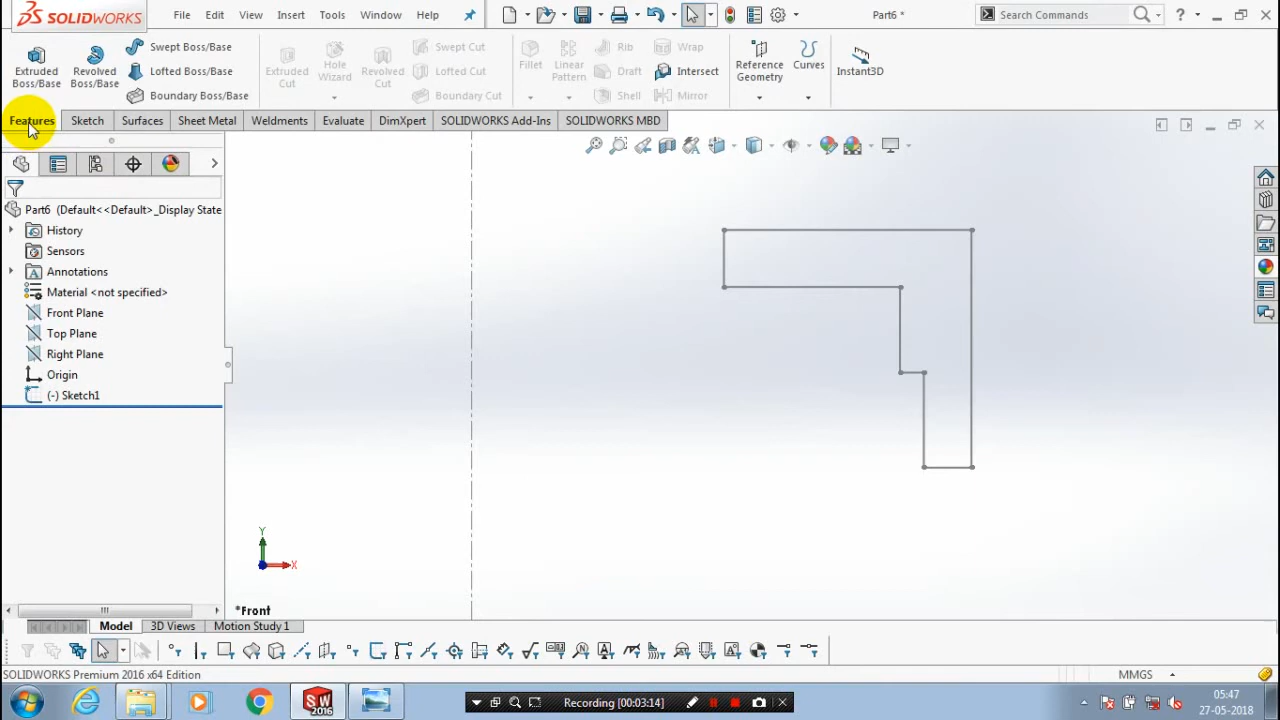 SOLIDWORKS File Edit View Insert Tools Window Help Part6 * Search Commands ?
Extruded Boss/Base
Revolved Boss/Base
Swept Boss/Base
Lofted Boss/Base
Boundary Boss/Base
Extruded Cut
Hole Wizard
Revolved Cut
Swept Cut
Lofted Cut
Boundary Cut
Fillet
Linear Pattern
Rib
Draft
Shell
Wrap
Intersect
Mirror
Reference Geometry
Curves
Instant3D
Features Sketch Surfaces Sheet Metal Weldments Evaluate DimXpert SOLIDWORKS Add-Ins SOLIDWORKS MBD
Part6 (Default<<Default>_Display State
History
Sensors
Annotations
Material <not specified>
Front Plane
Top Plane
Right Plane
Origin
(-) Sketch1
Y
X
*Front
Model 3D Views Motion Study 1
SOLIDWORKS Premium 2016 x64 Edition MMGS
SW 2016
Recording [00:03:14]
05:47
27-05-2018